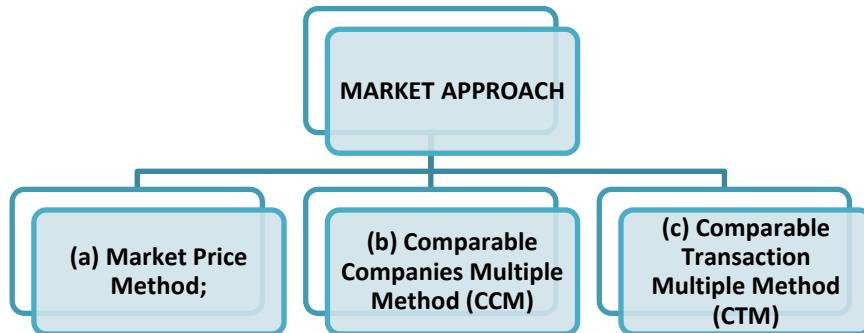 MARKET APPROACH
(a) Market Price
Method;
(b) Comparable
Companies Multiple
Method (CCM)
(c) Comparable
Transaction
Multiple Method
(CTM)